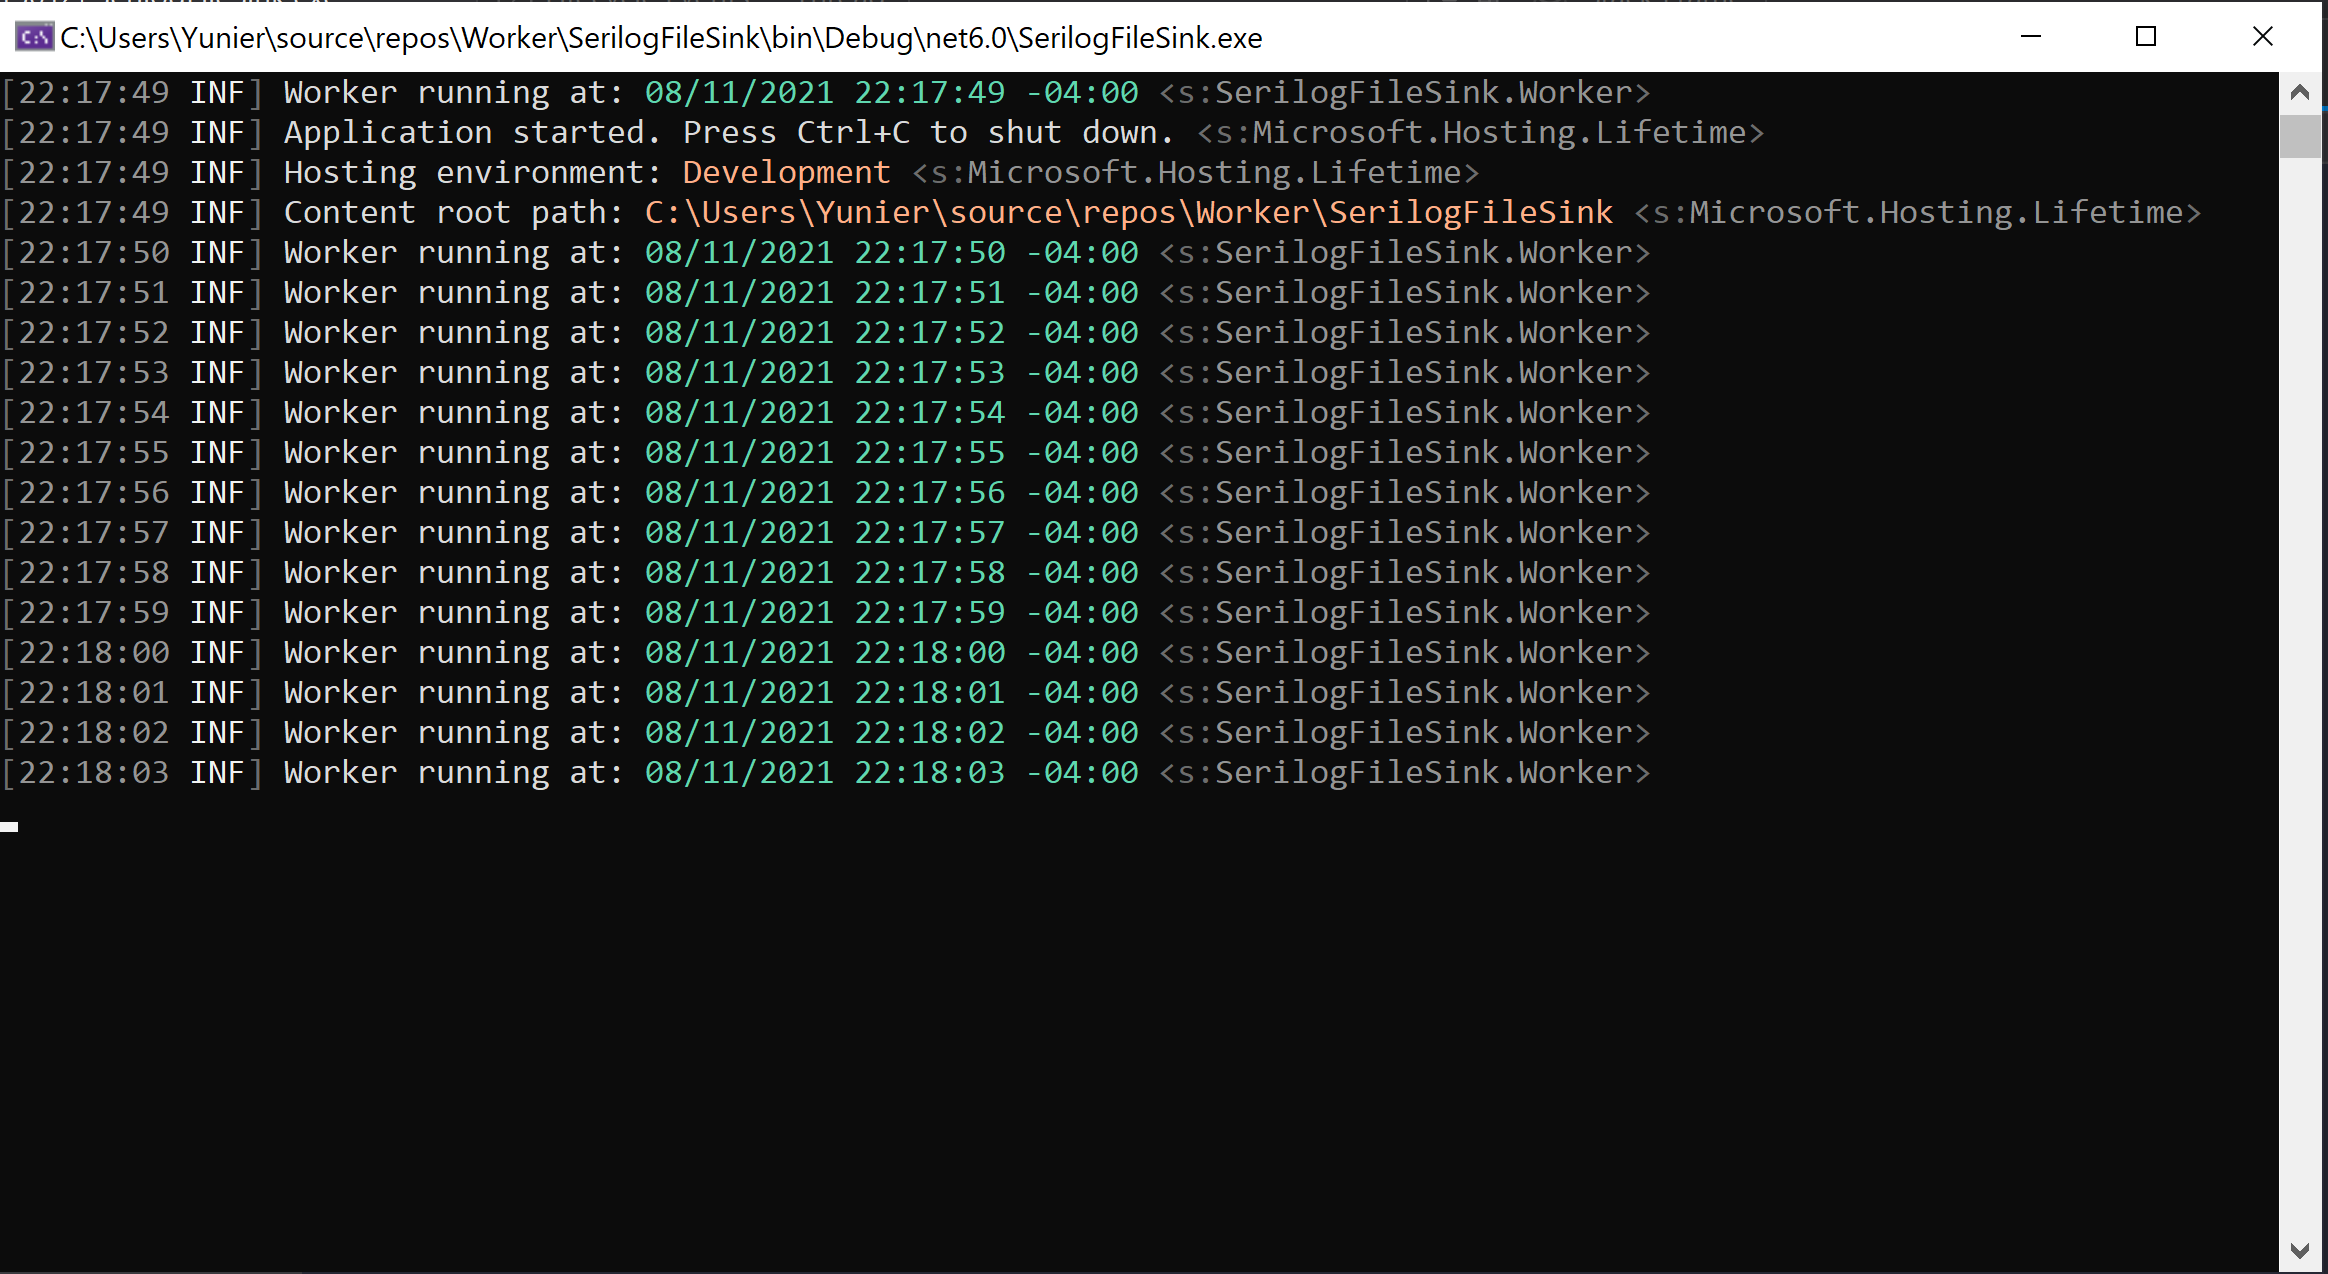 C:\Users\Yunier\source\repos\Worker\SerilogFileSink\bin\Debug\net6.0\SerilogFileSink.exe
[22:17:49 INF] Worker running at: 08/11/2021 22:17:49 -04:00 <s:SerilogFileSink.Worker>
[22:17:49 INF] Application started. Press Ctrl+C to shut down. <s:Microsoft.Hosting.Lifetime>
[22:17:49 INF] Hosting environment: Development <s:Microsoft.Hosting.Lifetime>
[22:17:49 INF] Content root path: C:\Users\Yunier\source\repos\Worker\SerilogFileSink <s:Microsoft.Hosting.Lifetime>
[22:17:50 INF] Worker running at: 08/11/2021 22:17:50 -04:00 <s:SerilogFileSink.Worker>
[22:17:51 INF] Worker running at: 08/11/2021 22:17:51 -04:00 <s:SerilogFileSink.Worker>
[22:17:52 INF] Worker running at: 08/11/2021 22:17:52 -04:00 <s:SerilogFileSink.Worker>
[22:17:53 INF] Worker running at: 08/11/2021 22:17:53 -04:00 <s:SerilogFileSink.Worker>
[22:17:54 INF] Worker running at: 08/11/2021 22:17:54 -04:00 <s:SerilogFileSink.Worker>
[22:17:55 INF] Worker running at: 08/11/2021 22:17:55 -04:00 <s:SerilogFileSink.Worker>
[22:17:56 INF] Worker running at: 08/11/2021 22:17:56 -04:00 <s:SerilogFileSink.Worker>
[22:17:57 INF] Worker running at: 08/11/2021 22:17:57 -04:00 <s:SerilogFileSink.Worker>
[22:17:58 INF] Worker running at: 08/11/2021 22:17:58 -04:00 <s:SerilogFileSink.Worker>
[22:17:59 INF] Worker running at: 08/11/2021 22:17:59 -04:00 <s:SerilogFileSink.Worker>
[22:18:00 INF] Worker running at: 08/11/2021 22:18:00 -04:00 <s:SerilogFileSink.Worker>
[22:18:01 INF] Worker running at: 08/11/2021 22:18:01 -04:00 <s:SerilogFileSink.Worker>
[22:18:02 INF] Worker running at: 08/11/2021 22:18:02 -04:00 <s:SerilogFileSink.Worker>
[22:18:03 INF] Worker running at: 08/11/2021 22:18:03 -04:00 <s:SerilogFileSink.Worker>